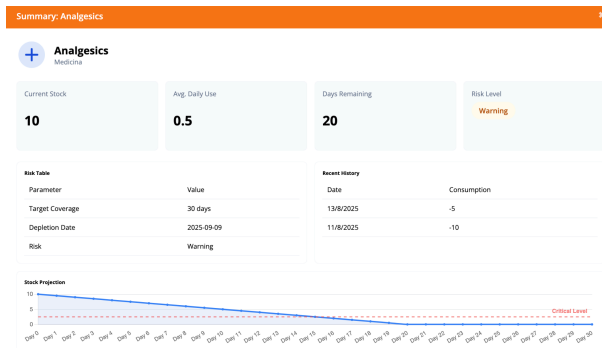 Summary: Analgesics
Analgesics
Medicina
Current Stock
10
Avg. Daily Use
0.5
Days Remaining
20
Risk Level
Warning
Risk Table
Parameter Value
Target Coverage 30 days
Depletion Date 2025-09-09
Risk Warning
Recent History
Date Consumption
13/8/2025 -5
11/8/2025 -10
Stock Projection
10
5
0
Critical Level
Day 0 Day 1 Day 2 Day 3 Day 4 Day 5 Day 6 Day 7 Day 8 Day 9 Day 10 Day 11 Day 12 Day 13 Day 14 Day 15 Day 16 Day 17 Day 18 Day 19 Day 20 Day 21 Day 22 Day 23 Day 24 Day 25 Day 26 Day 27 Day 28 Day 29 Day 30